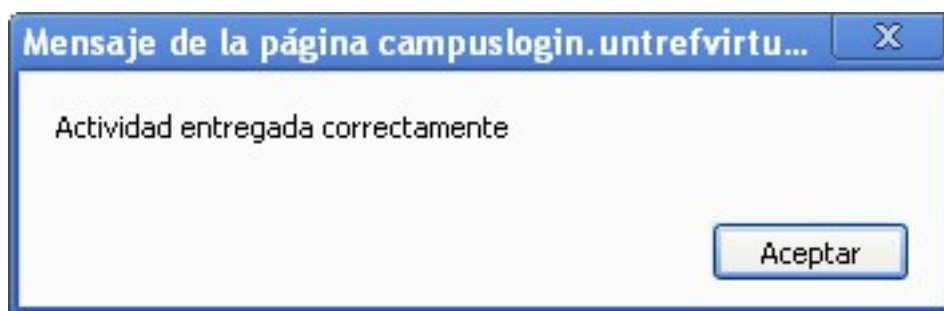 Mensaje de la página campuslogin.untrefvirtu...
Actividad entregada correctamente
Aceptar